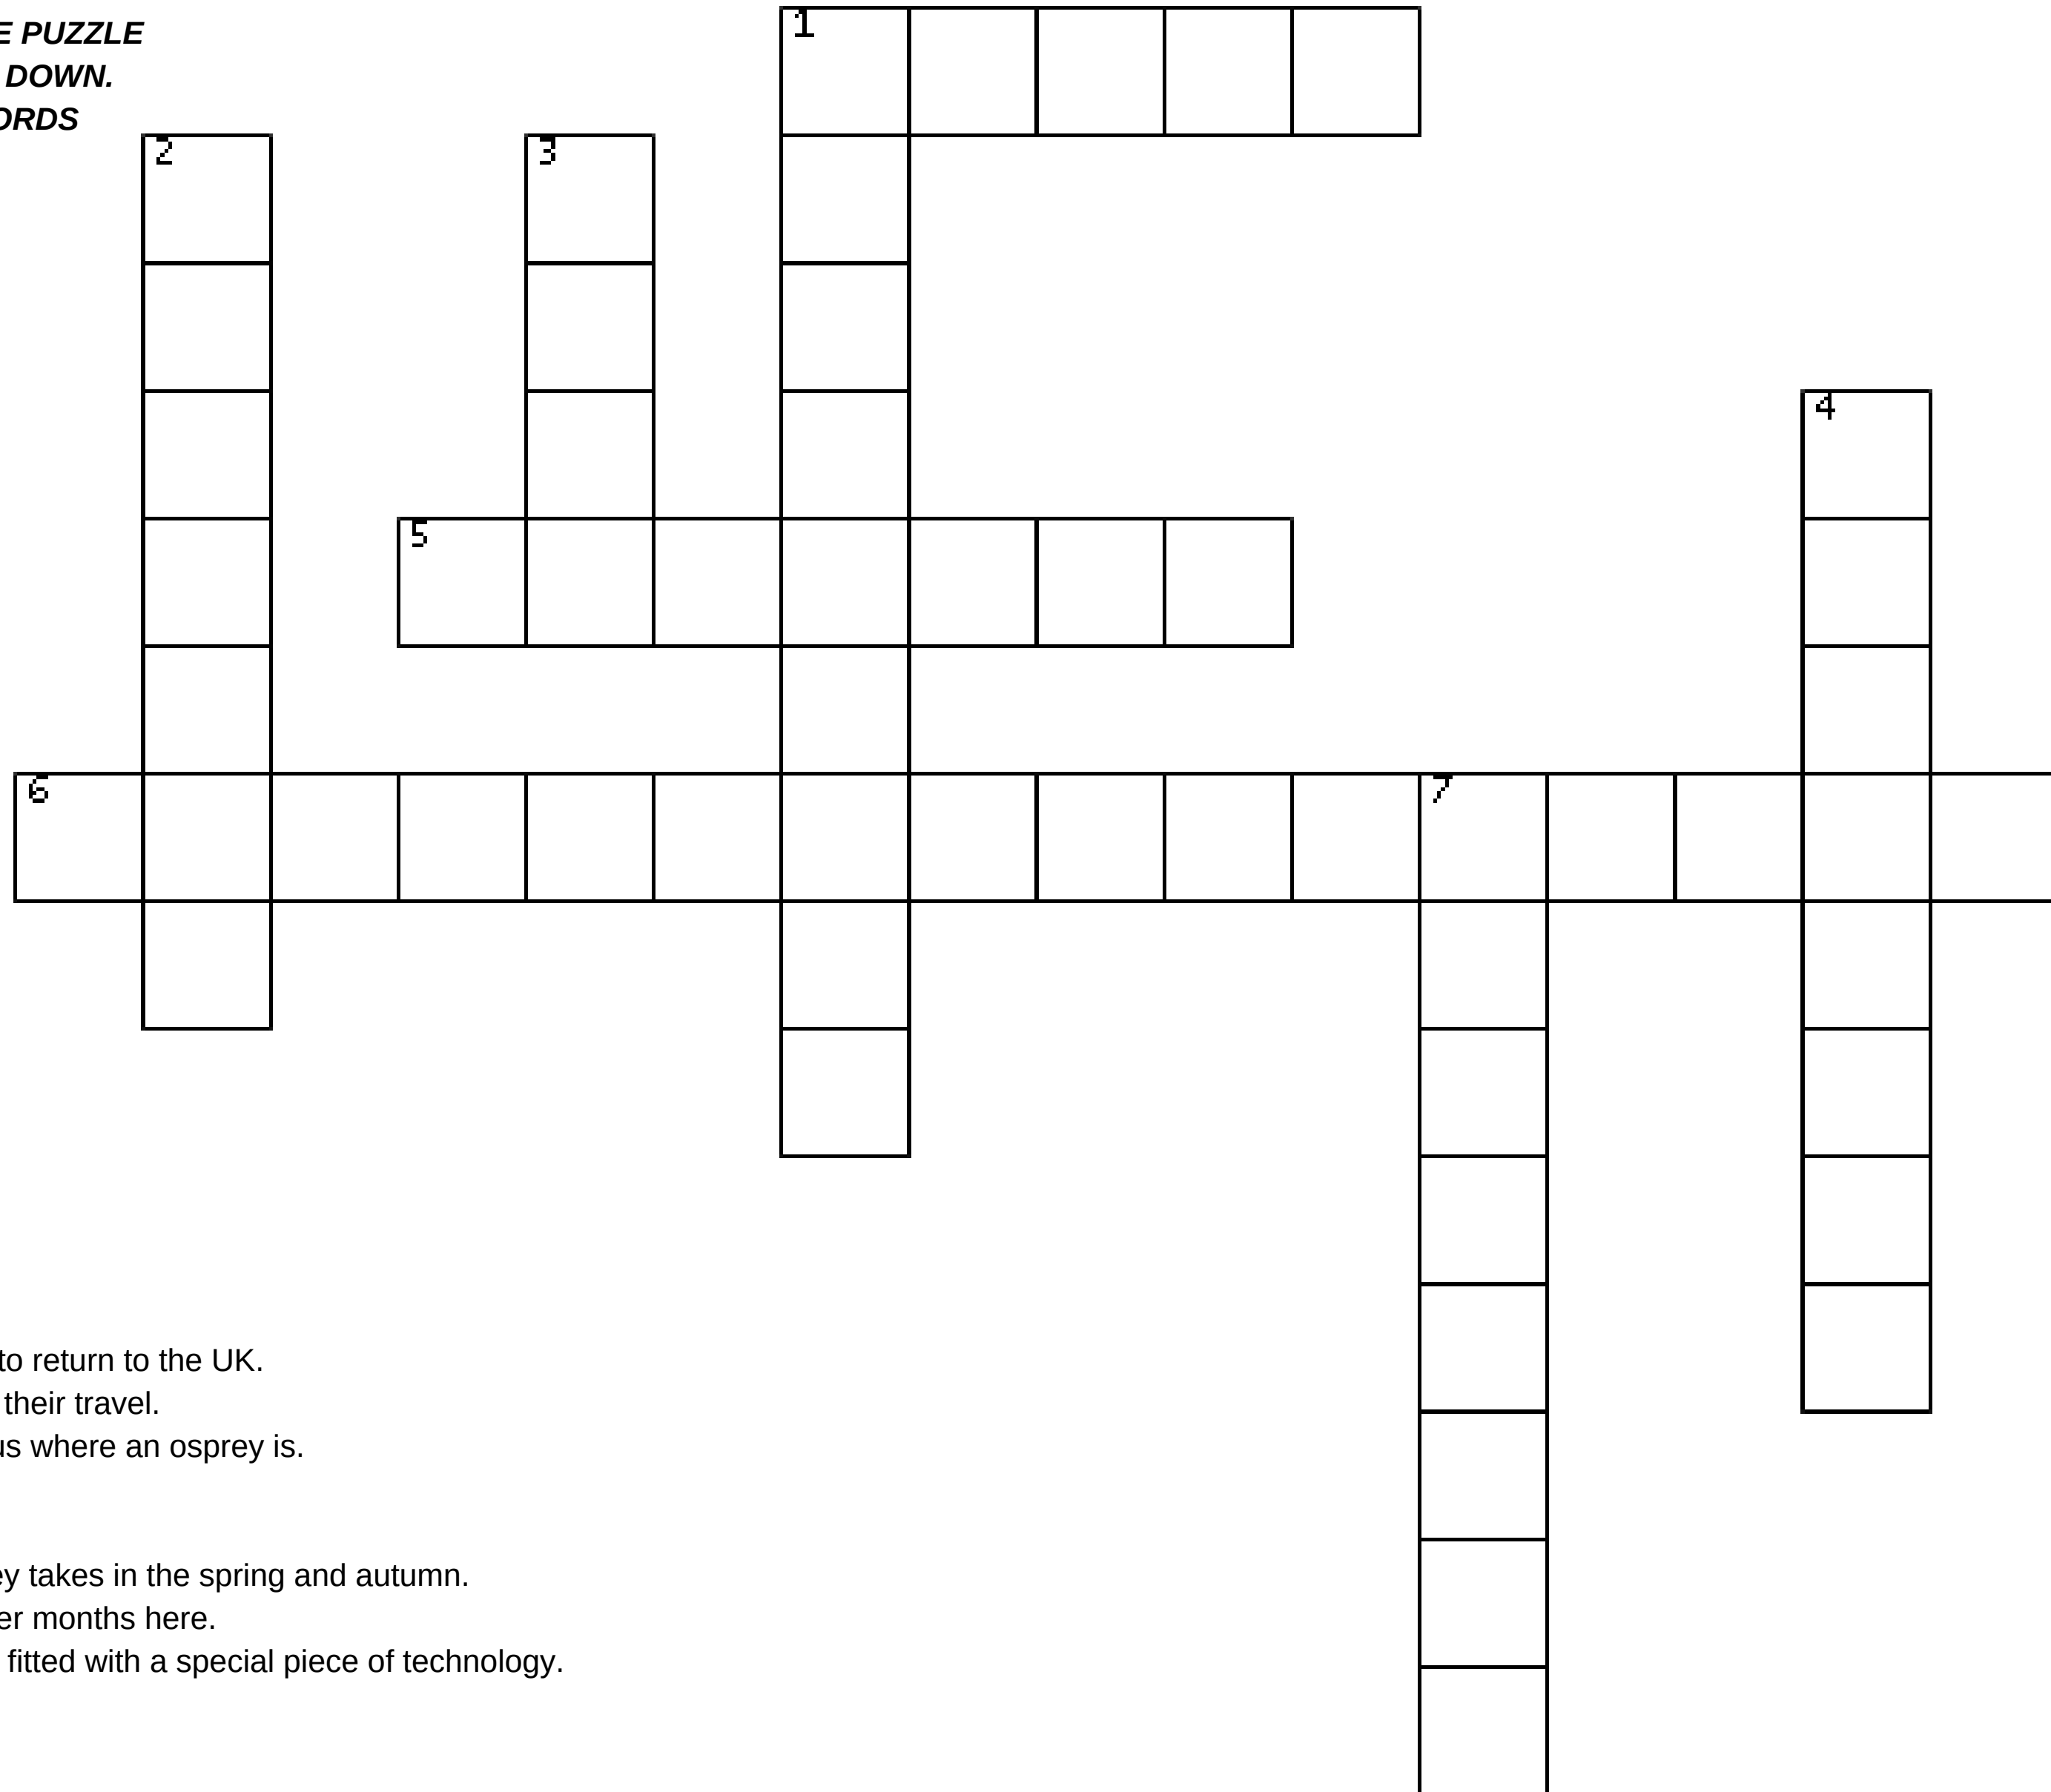 E PUZZLE
DOWN.
ORDS
1
2
3
4
5
6
7
to return to the UK.
their travel.
us where an osprey is.
ey takes in the spring and autumn.
er months here.
fitted with a special piece of technology.